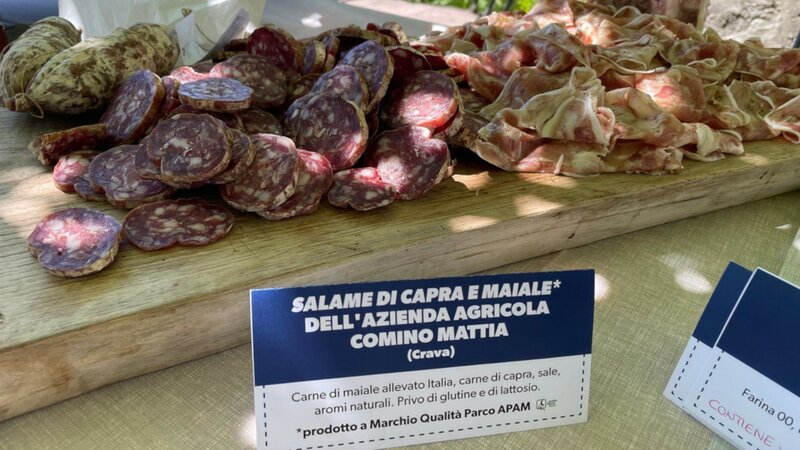 SALAME DI CAPRA E MAIALE*
DELL'AZIENDA AGRICOLA
COMINO MATTIA
(Crava)
Carne di maiale allevato Italia, carne di capra, sale,
aromi naturali. Privo di glutine e di lattosio.
*prodotto a Marchio Qualità Parco APAM
Farina 00,
CONTIENE